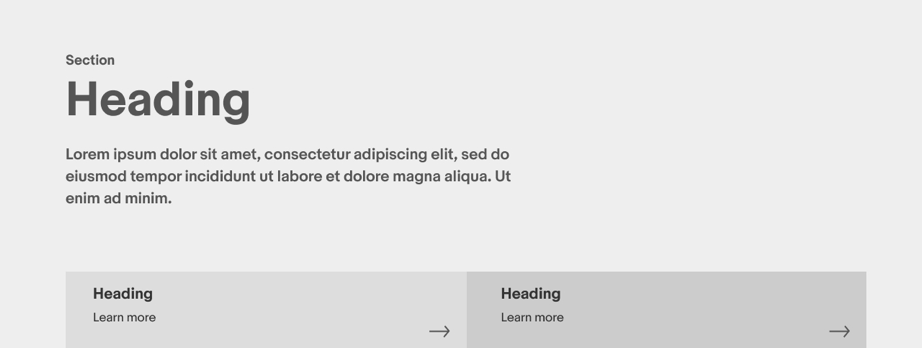 Section
Heading
Lorem ipsum dolor sit amet, consectetur adipiscing elit, sed do
eiusmod tempor incididunt ut labore et dolore magna aliqua. Ut
enim ad minim.
Heading
Learn more
Heading
Learn more